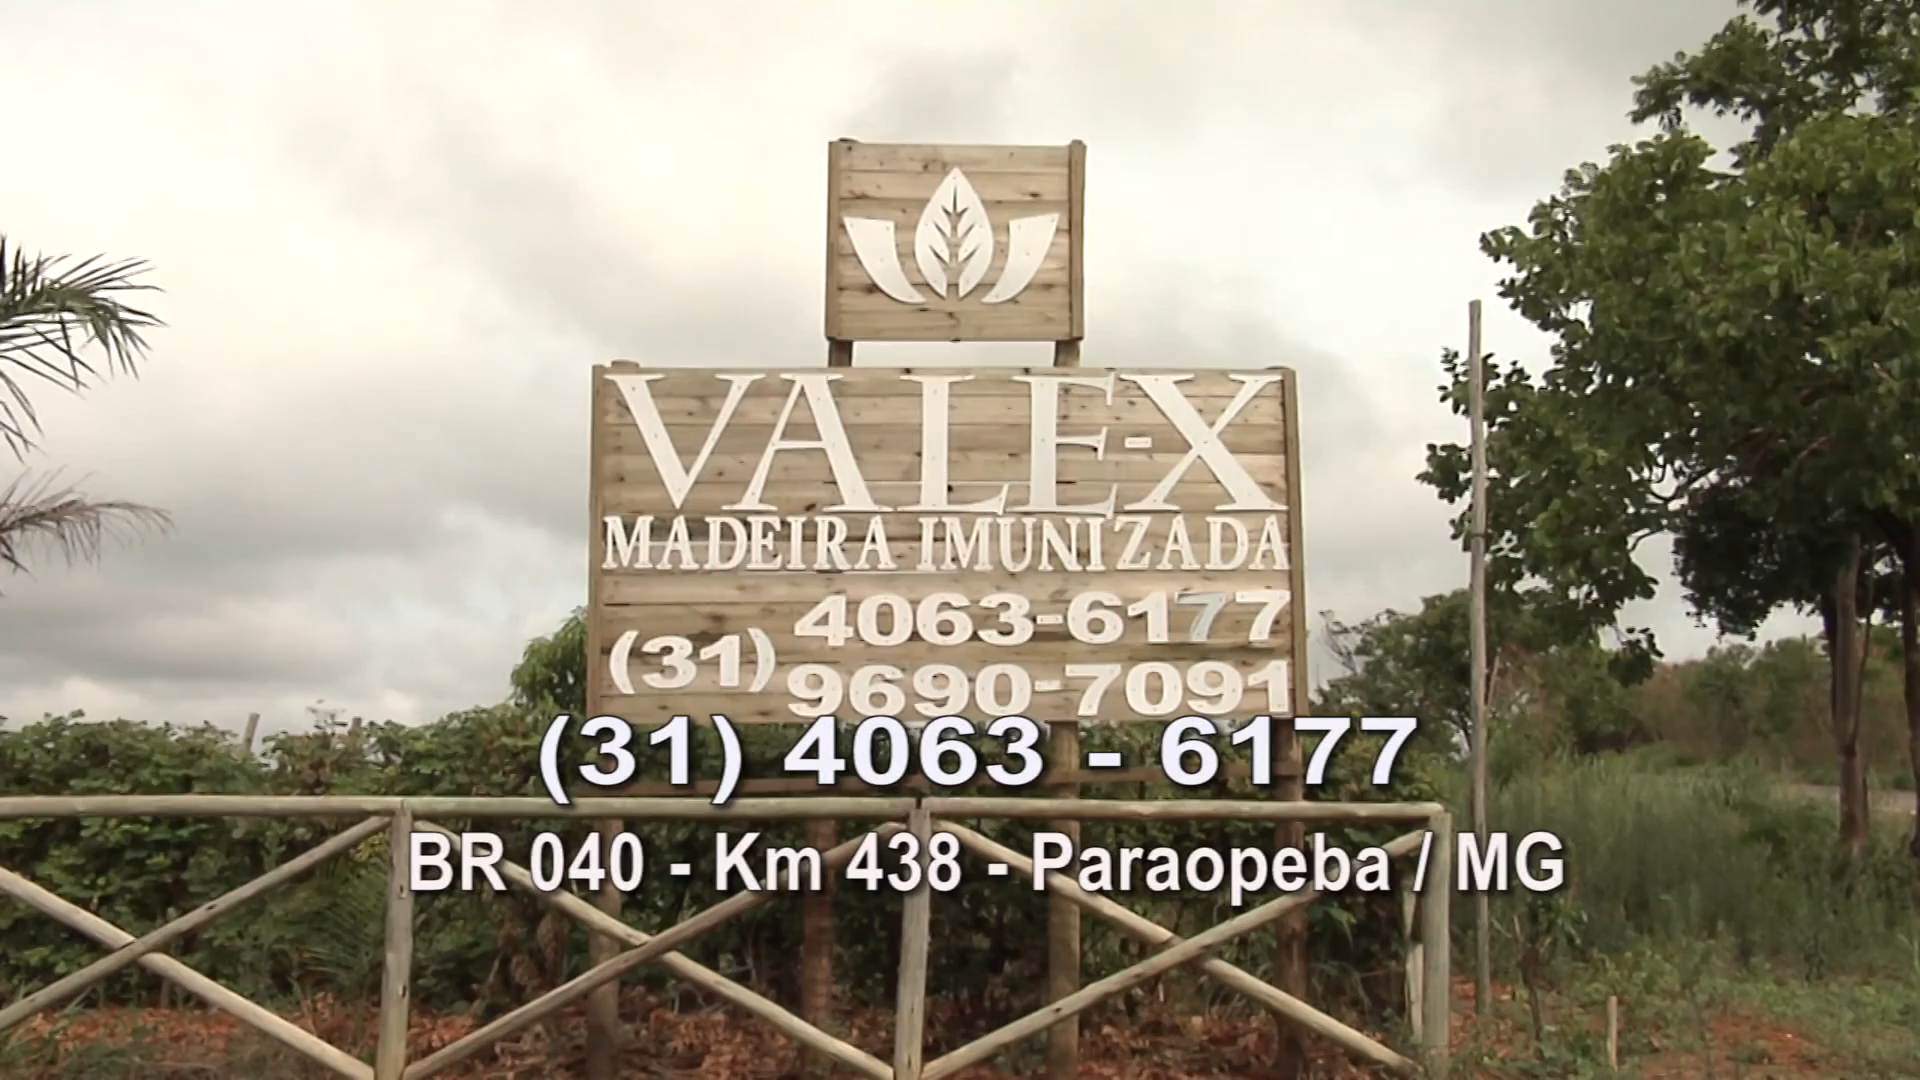 VALE-X
MADEIRA IMUNIZADA
4063-6177
(31)
9690-7091
(31) 4063 - 6177
BR 040 - Km 438 - Paraopeba / MG